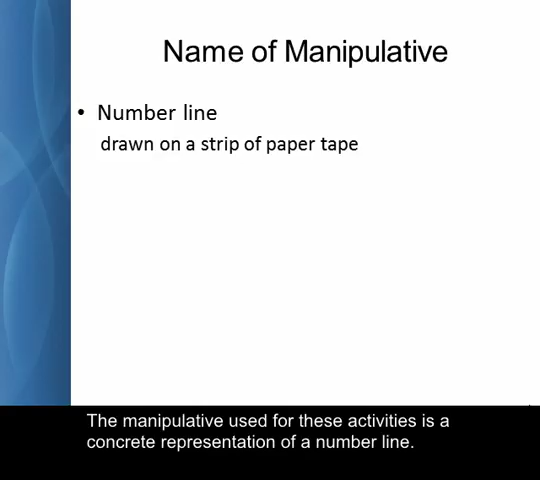 Name of Manipulative
• Number line
drawn on a strip of paper tape
The manipulative used for these activities is a
concrete representation of a number line.